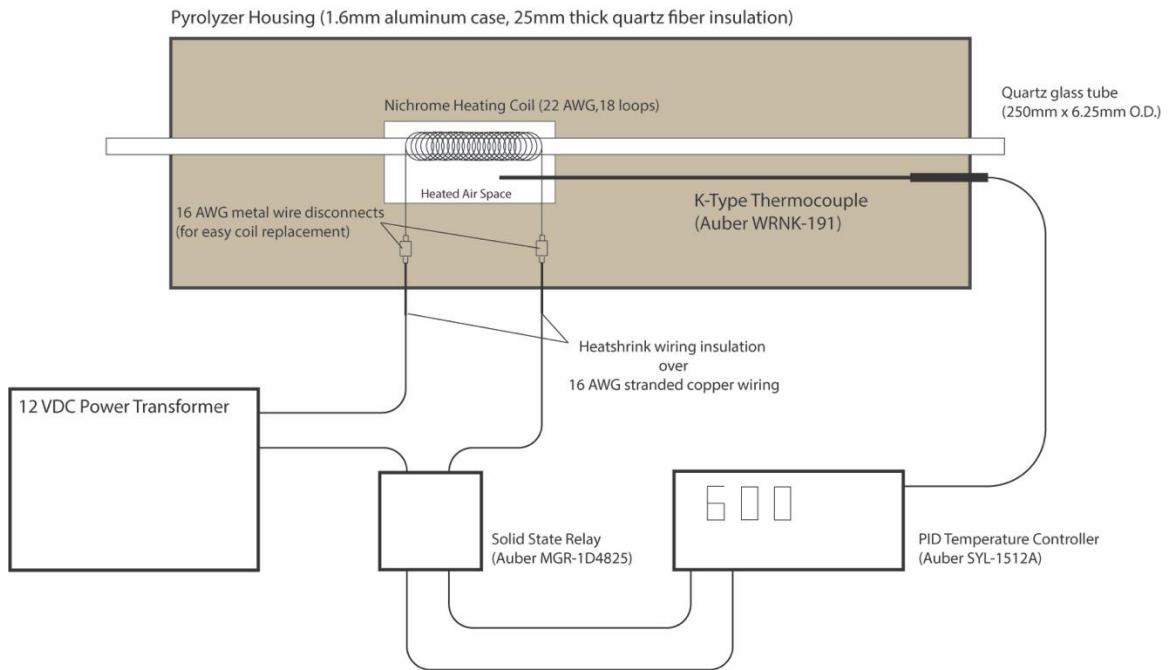 Pyrolyzer Housing (1.6mm aluminum case, 25mm thick quartz fiber insulation)
Nichrome Heating Coil (22 AWG,18 loops)
Quartz glass tube
(250mm x 6.25mm O.D.)
Heated Air Space
K-Type Thermocouple
(Auber WRNK-191)
16 AWG metal wire disconnects
(for easy coil replacement)
Heatshrink wiring insulation
over
16 AWG stranded copper wiring
12 VDC Power Transformer
600
Solid State Relay
(Auber MGR-1D4825)
PID Temperature Controller
(Auber SYL-1512A)